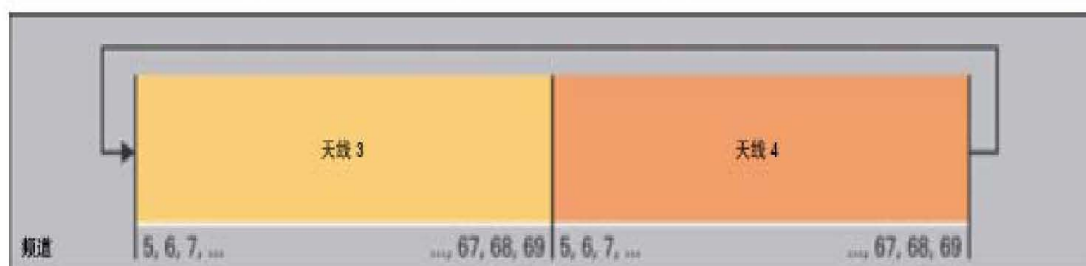 天线 3 天线 4
频道 5, 6, 7, ... ..., 67, 68, 69 5, 6, 7, ... ..., 67, 68, 69